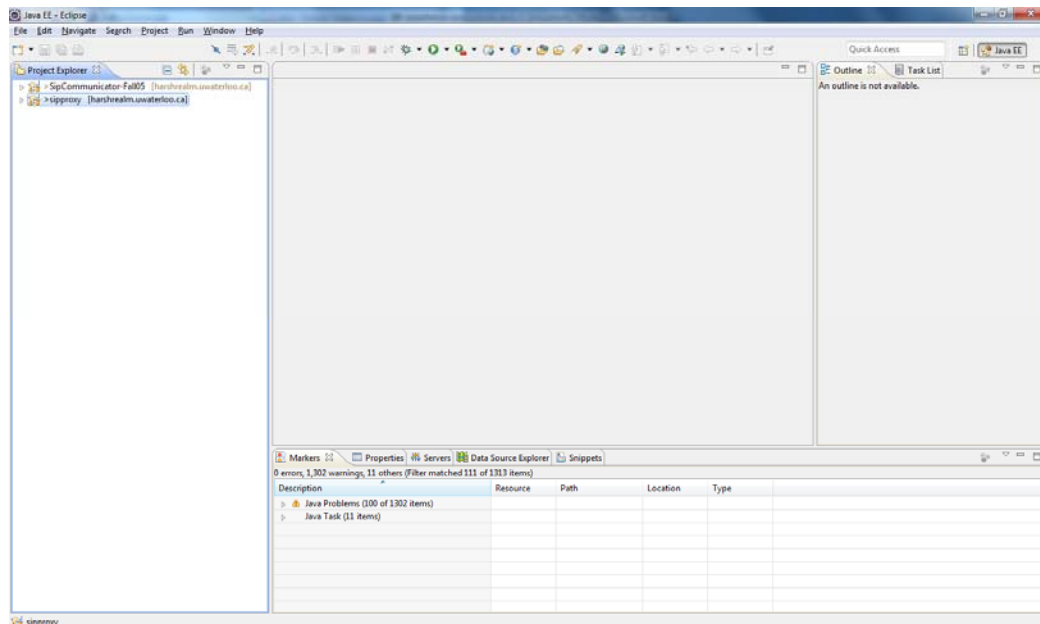 Java EE - Eclipse
File Edit Navigate Search Project Run Window Help
Quick Access
Java EE
Project Explorer
Outline
Task List
> SipCommunicator-Fall05 [harshrealm.uwaterloo.ca]
> sipproxy [harshrealm.uwaterloo.ca]
An outline is not available.
Markers Properties Servers Data Source Explorer Snippets
0 errors, 1,302 warnings, 11 others (Filter matched 111 of 1313 items)
Description Resource Path Location Type
Java Problems (100 of 1302 items)
Java Task (11 items)
sipproxy